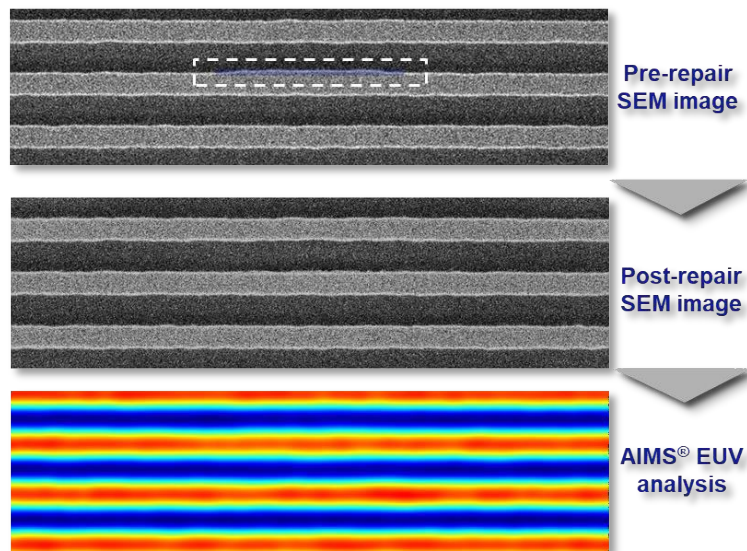 Pre-repair
SEM image
Post-repair
SEM image
AIMS® EUV
analysis